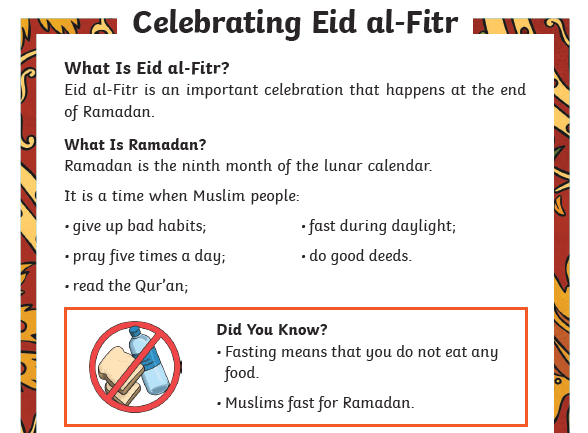 Celebrating Eid al-Fitr
What Is Eid al-Fitr?
Eid al-Fitr is an important celebration that happens at the end
of Ramadan.
What Is Ramadan?
Ramadan is the ninth month of the lunar calendar.
It is a time when Muslim people:
• give up bad habits;
• pray five times a day;
• read the Qur’an;
• fast during daylight;
• do good deeds.
Did You Know?
• Fasting means that you do not eat any
food.
• Muslims fast for Ramadan.